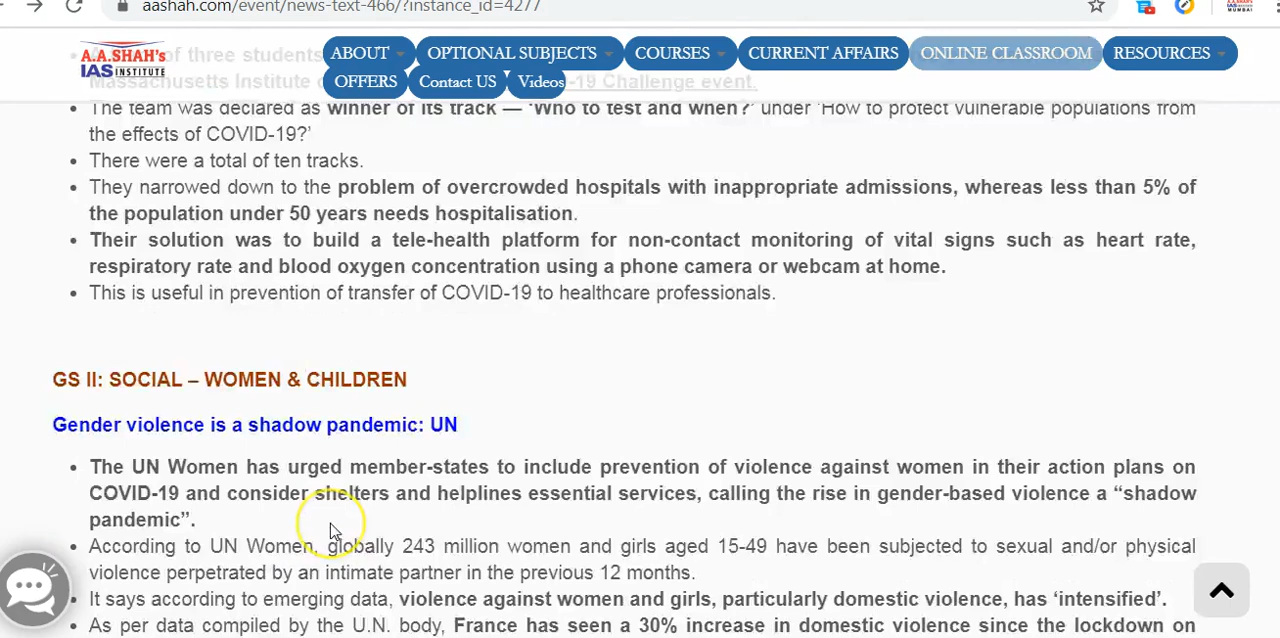 aashah.com/event/news-text-466/?instance_id=4277
A.A.SHAH's
IAS INSTITUTE
ABOUT OPTIONAL SUBJECTS COURSES CURRENT AFFAIRS ONLINE CLASSROOM RESOURCES
OFFERS Contact US Videos
of three students
Massachusetts Institute -19 Challenge event.
The team was declared as winner of its track — ‘Who to test and when?’ under ‘How to protect vulnerable populations from
the effects of COVID-19?’
There were a total of ten tracks.
They narrowed down to the problem of overcrowded hospitals with inappropriate admissions, whereas less than 5% of
the population under 50 years needs hospitalisation.
Their solution was to build a tele-health platform for non-contact monitoring of vital signs such as heart rate,
respiratory rate and blood oxygen concentration using a phone camera or webcam at home.
This is useful in prevention of transfer of COVID-19 to healthcare professionals.
GS II: SOCIAL – WOMEN & CHILDREN
Gender violence is a shadow pandemic: UN
The UN Women has urged member-states to include prevention of violence against women in their action plans on
COVID-19 and consider shelters and helplines essential services, calling the rise in gender-based violence a “shadow
pandemic”.
According to UN Women, globally 243 million women and girls aged 15-49 have been subjected to sexual and/or physical
violence perpetrated by an intimate partner in the previous 12 months.
It says according to emerging data, violence against women and girls, particularly domestic violence, has ‘intensified’.
As per data compiled by the U.N. body, France has seen a 30% increase in domestic violence since the lockdown on